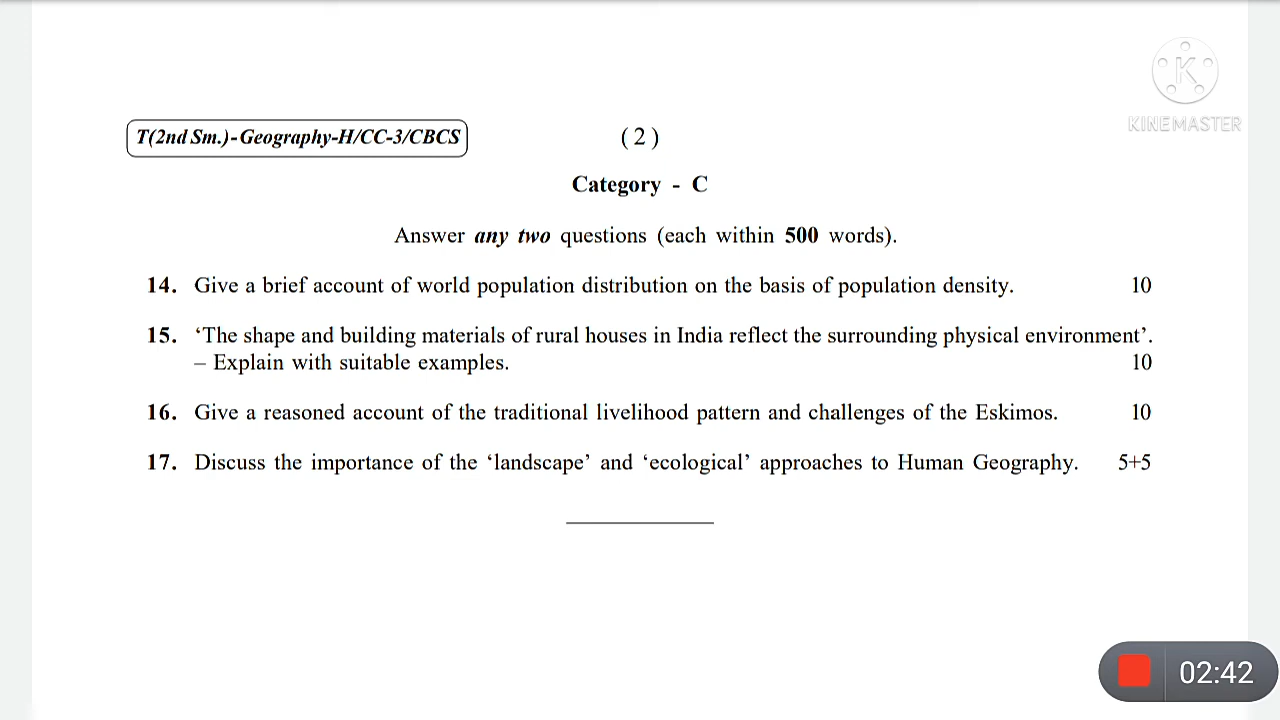 KINEMASTER
T(2nd Sm.)-Geography-H/CC-3/CBCS
(2)
Category - C
Answer any two questions (each within 500 words).
14. Give a brief account of world population distribution on the basis of population density. 10
15. ‘The shape and building materials of rural houses in India reflect the surrounding physical environment’.
– Explain with suitable examples. 10
16. Give a reasoned account of the traditional livelihood pattern and challenges of the Eskimos. 10
17. Discuss the importance of the ‘landscape’ and ‘ecological’ approaches to Human Geography. 5+5
02:42